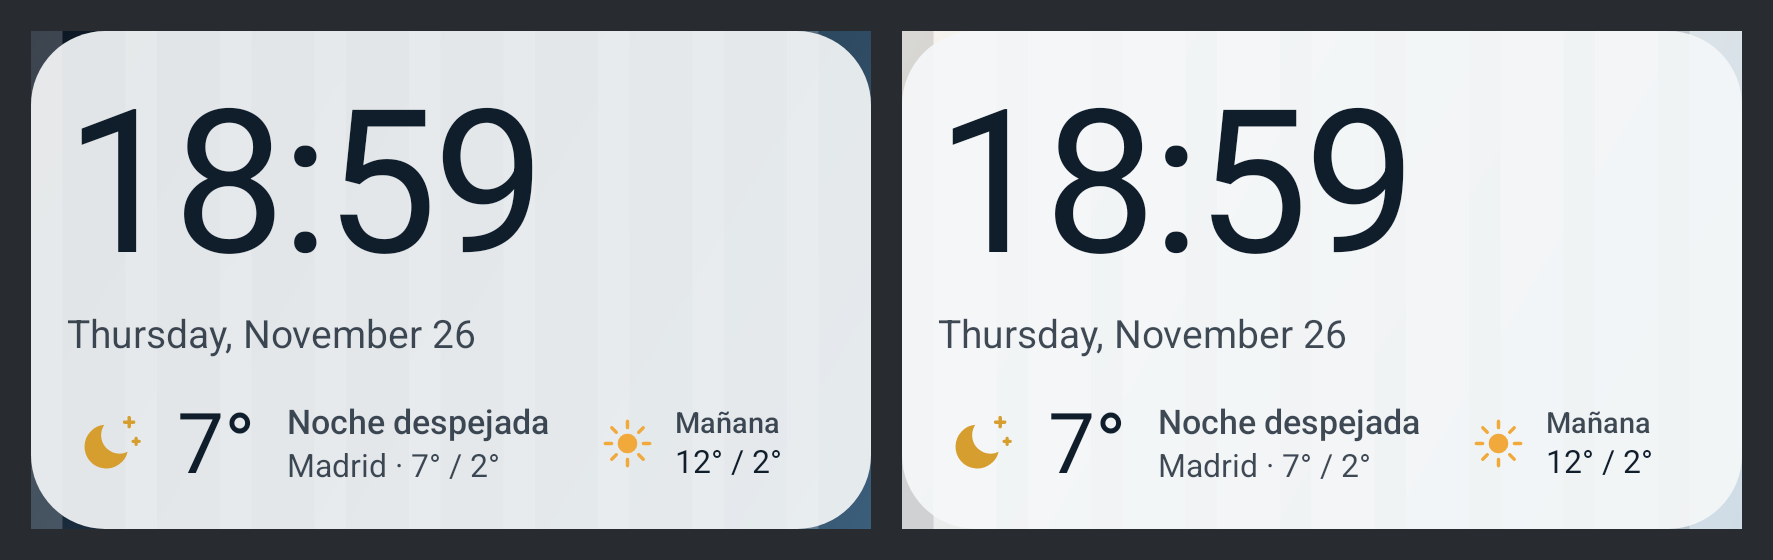 18:59
Thursday, November 26
7°
Noche despejada
Madrid · 7° / 2°
Mañana
12° / 2°
18:59
Thursday, November 26
7°
Noche despejada
Madrid · 7° / 2°
Mañana
12° / 2°